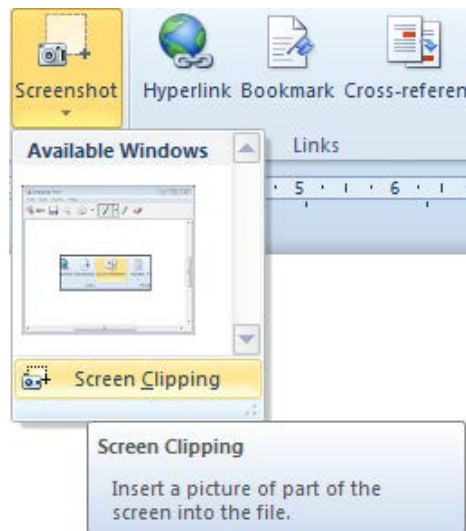 Screenshot
Hyperlink Bookmark Cross-referen
Available Windows
Links
5 6
Screen Clipping
Screen Clipping
Insert a picture of part of the
screen into the file.